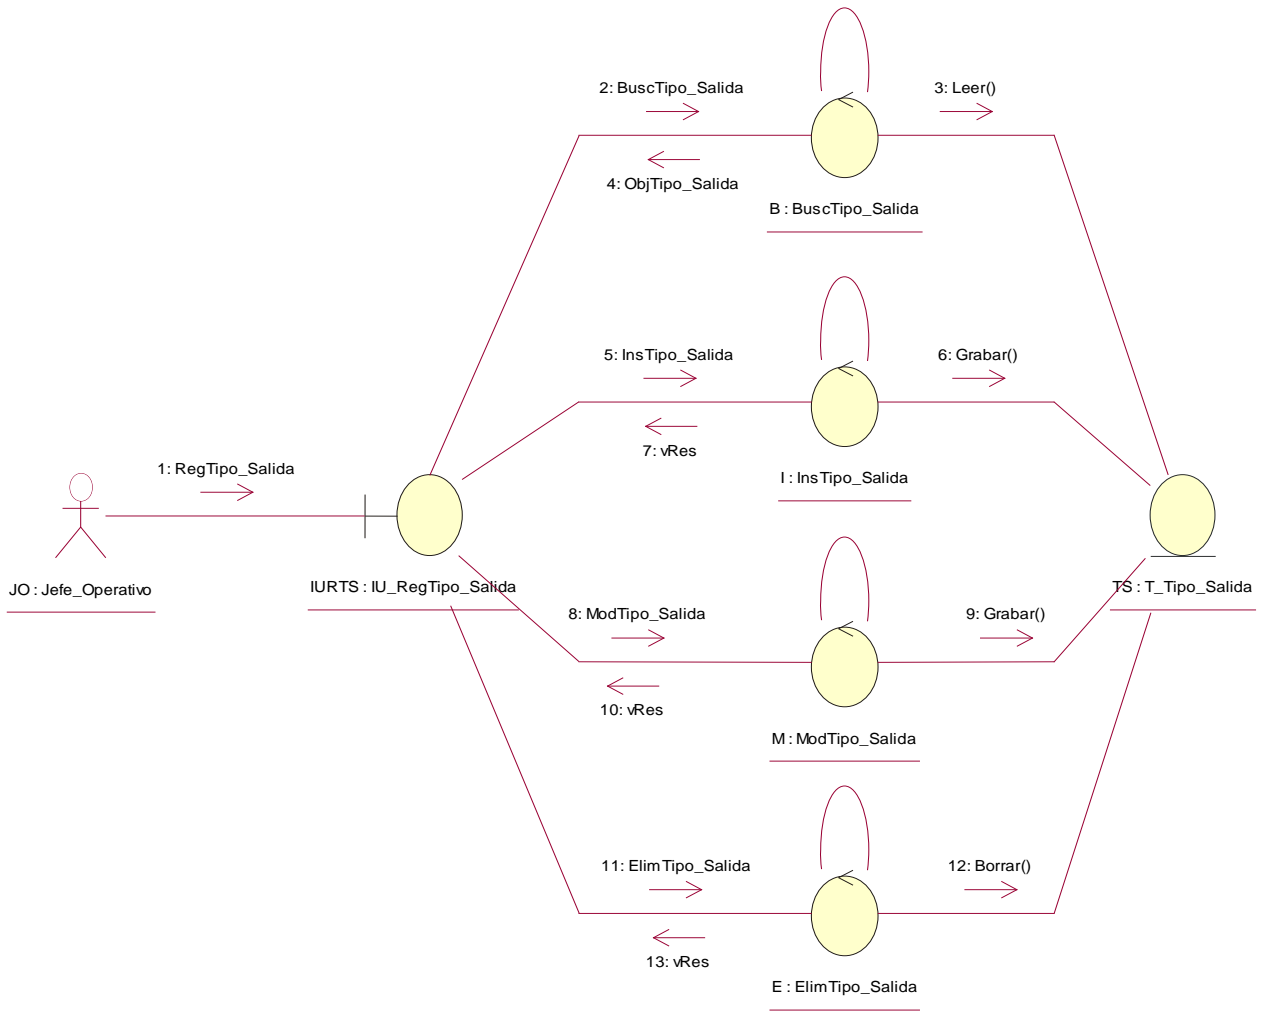 2: BuscTipo_Salida
3: Leer()
4: ObjTipo_Salida
B : BuscTipo_Salida
5: InsTipo_Salida
6: Grabar()
7: vRes
I : InsTipo_Salida
1: RegTipo_Salida
JO : Jefe_Operativo
IURTS : IU_RegTipo_Salida
TS : T_Tipo_Salida
8: ModTipo_Salida
9: Grabar()
10: vRes
M : ModTipo_Salida
11: ElimTipo_Salida
12: Borrar()
13: vRes
E : ElimTipo_Salida